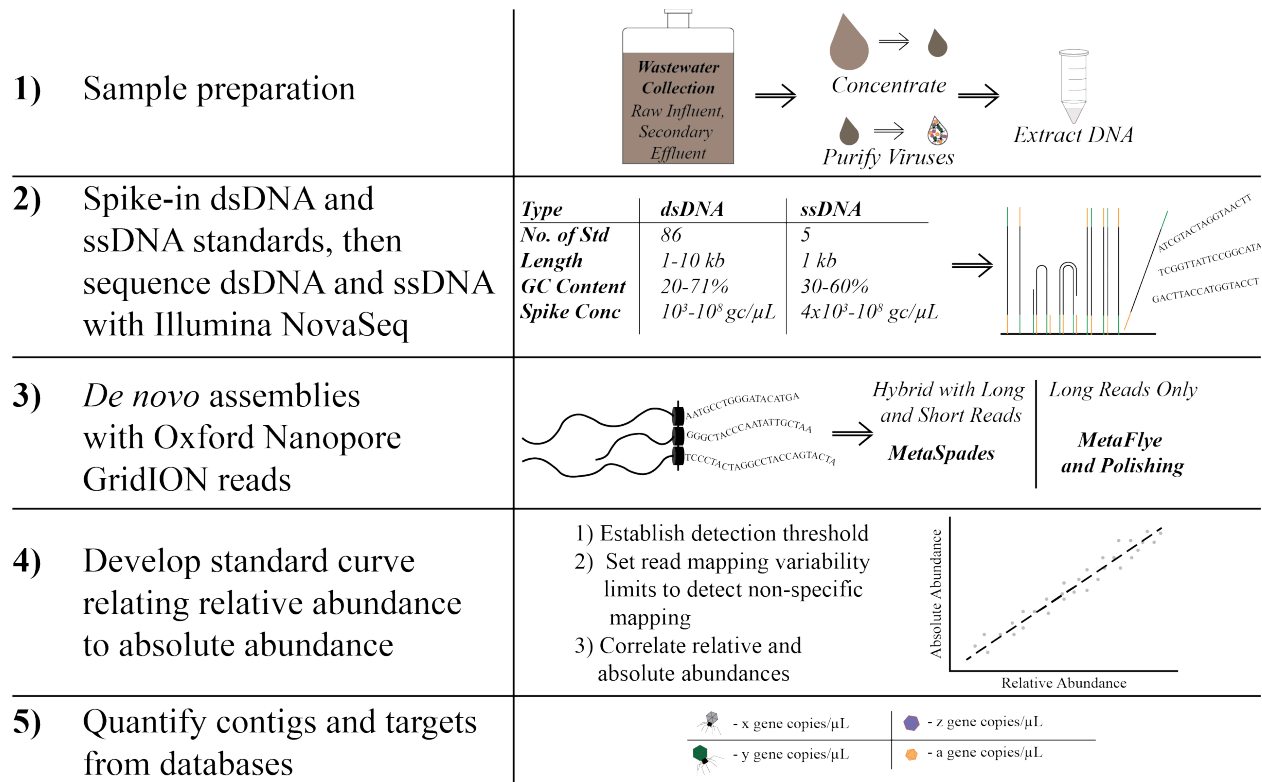 1) Sample preparation
Wastewater
Collection
Raw Influent,
Secondary
Effluent
Concentrate
Purify Viruses
Extract DNA
2) Spike-in dsDNA and
ssDNA standards, then
sequence dsDNA and ssDNA
with Illumina NovaSeq
Type dsDNA ssDNA
No. of Std 86 5
Length 1-10 kb 1 kb
GC Content 20-71% 30-60%
Spike Conc 10³-10⁸ gc/µL 4x10³-10⁸ gc/µL
ATCGTACTAGGTAACTT
TCGGTTATTCCGGCATA
GACTTACCATGGTACCT
3) De novo assemblies
with Oxford Nanopore
GridION reads
AATGCCTGGGATACATGA
GGGCTACCCAATATTGCTAA
TCCCTACTAGGCCTACCAGTACTA
Hybrid with Long
and Short Reads
MetaSpades
Long Reads Only
MetaFlye
and Polishing
4) Develop standard curve
relating relative abundance
to absolute abundance
1) Establish detection threshold
2) Set read mapping variability
limits to detect non-specific
mapping
3) Correlate relative and
absolute abundances
Absolute Abundance
Relative Abundance
5) Quantify contigs and targets
from databases
- x gene copies/µL
- z gene copies/µL
- y gene copies/µL
- a gene copies/µL